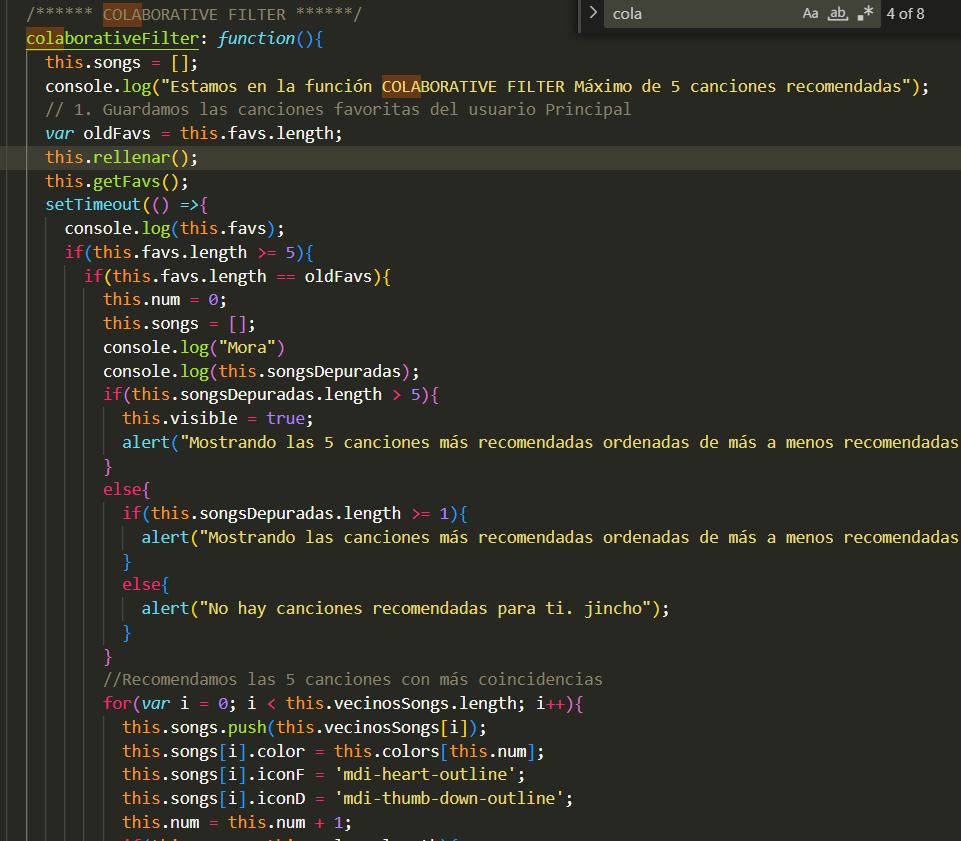 /****** COLABORATIVE FILTER ******/
cola
Aa ab .* 4 of 8
colaborativeFilter: function(){
this.songs = [];
console.log("Estamos en la función COLABORATIVE FILTER Máximo de 5 canciones recomendadas");
// 1. Guardamos las canciones favoritas del usuario Principal
var oldFavs = this.favs.length;
this.rellenar();
this.getFavs();
setTimeout(() =>{
console.log(this.favs);
if(this.favs.length >= 5){
if(this.favs.length == oldFavs){
this.num = 0;
this.songs = [];
console.log("Mora")
console.log(this.songsDepuradas);
if(this.songsDepuradas.length > 5){
this.visible = true;
alert("Mostrando las 5 canciones más recomendadas ordenadas de más a menos recomendadas
}
else{
if(this.songsDepuradas.length >= 1){
alert("Mostrando las canciones más recomendadas ordenadas de más a menos recomendadas
}
else{
alert("No hay canciones recomendadas para ti. jincho");
}
}
//Recomendamos las 5 canciones con más coincidencias
for(var i = 0; i < this.vecinosSongs.length; i++){
this.songs.push(this.vecinosSongs[i]);
this.songs[i].color = this.colors[this.num];
this.songs[i].iconF = 'mdi-heart-outline';
this.songs[i].iconD = 'mdi-thumb-down-outline';
this.num = this.num + 1;